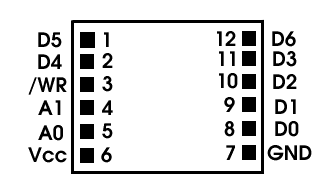 D5 1 12 D6
D4 2 11 D3
/WR 3 10 D2
A1 4 9 D1
A0 5 8 D0
Vcc 6 7 GND